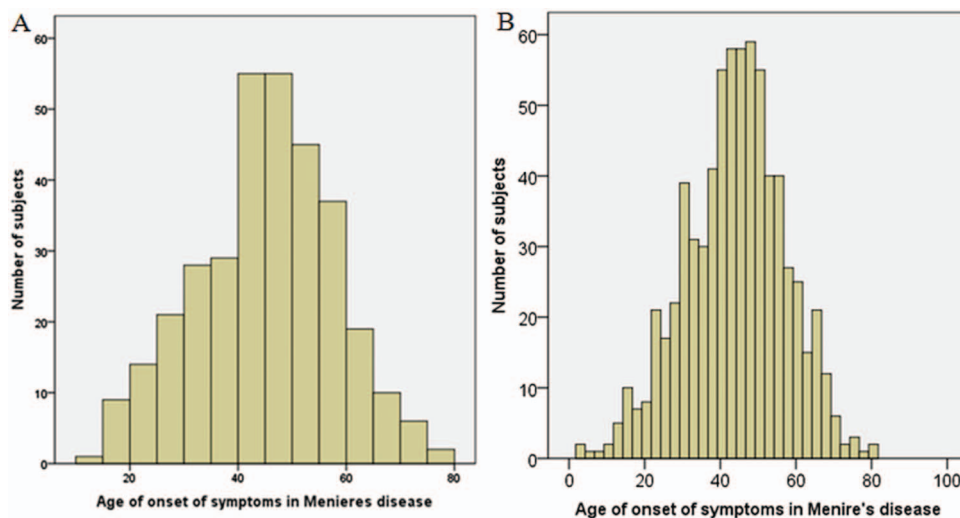 A
Number of subjects
60
50
40
30
20
10
0
20 40 60 80
Age of onset of symptoms in Menieres disease
B
Number of subjects
60
50
40
30
20
10
0
0 20 40 60 80 100
Age of onset of symptoms in Menire's disease